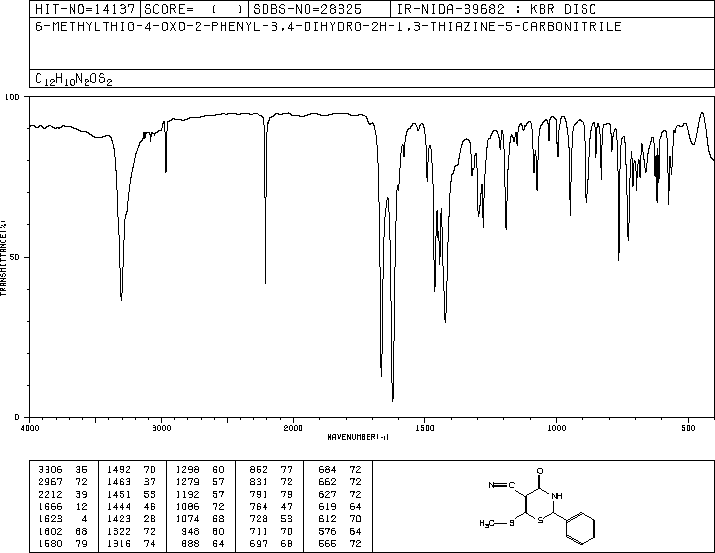 HIT-NO=14137 SCORE= ( ) SDBS-NO=28325 IR-NIDA-39682 : KBR DISC
6-METHYLTHIO-4-OXO-2-PHENYL-3,4-DIHYDRO-2H-1,3-THIAZINE-5-CARBONITRILE
C12H10N2OS2
100
50
0
TRANSMITTANCE(%)
4000 3000 2000 1500 1000 500
WAVENUMBER(-1)
3306 36 1492 70 1298 60 862 77 684 72
2967 72 1463 37 1279 57 831 72 662 72
2212 39 1451 55 1192 57 791 79 627 72
1666 12 1444 46 1086 72 764 47 619 64
1623 4 1423 28 1074 68 728 53 612 70
1602 68 1322 72 948 60 711 70 576 64
1580 79 1316 74 888 64 697 68 566 72
O
N C NH
H3C S S